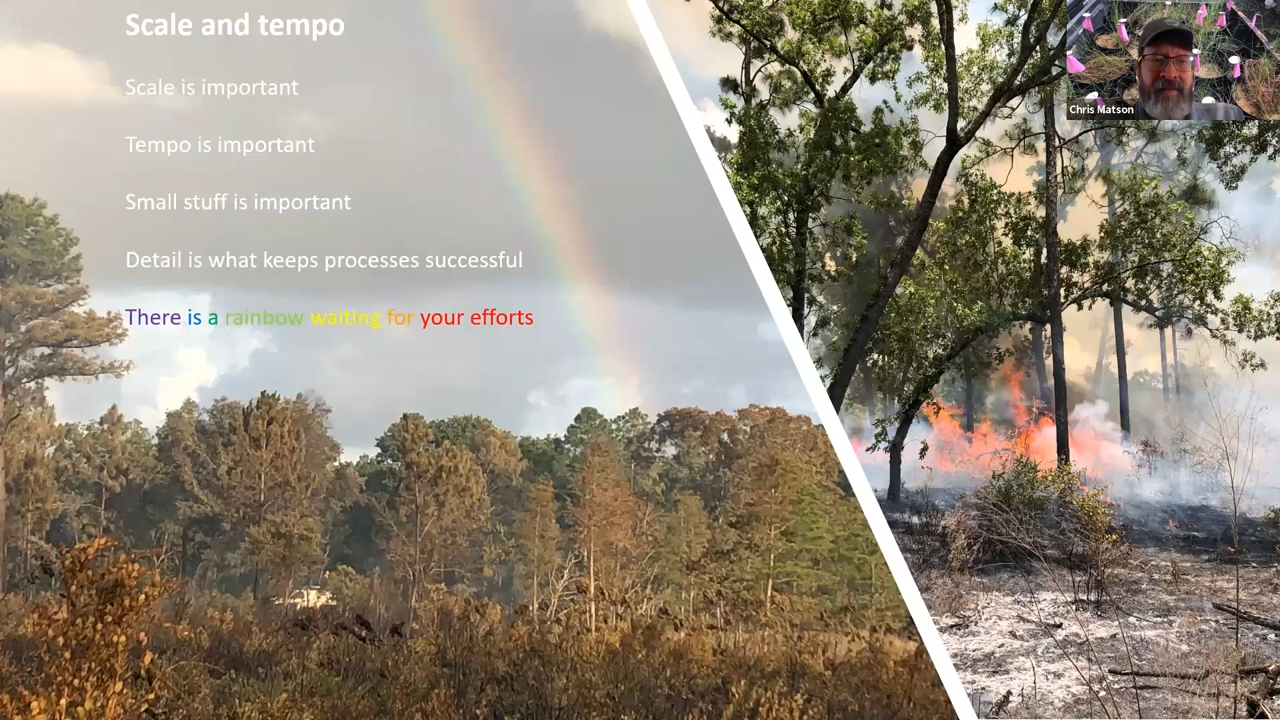 Scale and tempo
Scale is important
Tempo is important
Small stuff is important
Detail is what keeps processes successful
There is a rainbow waiting for your efforts
Chris Matson